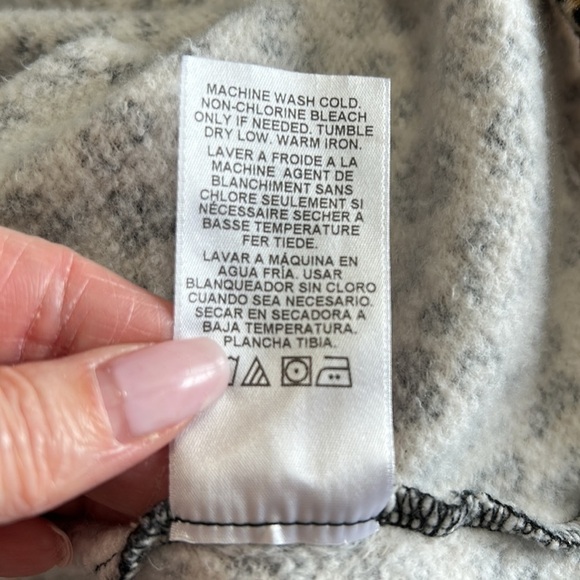 MACHINE WASH COLD.
NON-CHLORINE BLEACH
ONLY IF NEEDED. TUMBLE
DRY LOW. WARM IRON.
LAVER A FROIDE A LA
MACHINE AGENT DE
BLANCHIMENT SANS
CHLORE SEULEMENT SI
NÉCESSAIRE SECHER A
BASSE TEMPERATURE
FER TIEDE.
LAVAR A MÁQUINA EN
AGUA FRÍA. USAR
BLANQUEADOR SIN CLORO
CUANDO SEA NECESARIO.
SECAR EN SECADORA A
BAJA TEMPERATURA.
PLANCHA TIBIA.